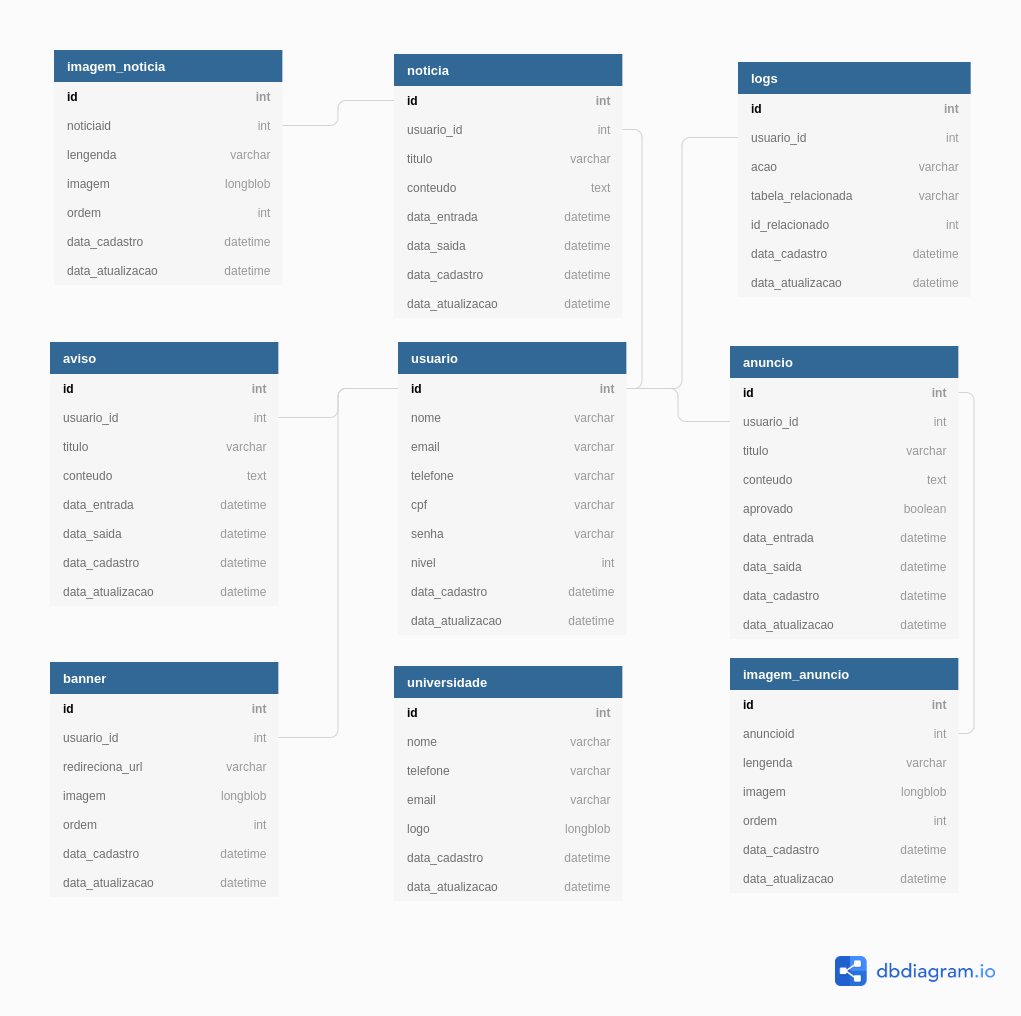 imagem_noticia
id int
noticiaid int
lengenda varchar
imagem longblob
ordem int
data_cadastro datetime
data_atualizacao datetime
noticia
id int
usuario_id int
titulo varchar
conteudo text
data_entrada datetime
data_saida datetime
data_cadastro datetime
data_atualizacao datetime
logs
id int
usuario_id int
acao varchar
tabela_relacionada varchar
id_relacionado int
data_cadastro datetime
data_atualizacao datetime
aviso
id int
usuario_id int
titulo varchar
conteudo text
data_entrada datetime
data_saida datetime
data_cadastro datetime
data_atualizacao datetime
usuario
id int
nome varchar
email varchar
telefone varchar
cpf varchar
senha varchar
nivel int
data_cadastro datetime
data_atualizacao datetime
anuncio
id int
usuario_id int
titulo varchar
conteudo text
aprovado boolean
data_entrada datetime
data_saida datetime
data_cadastro datetime
data_atualizacao datetime
banner
id int
usuario_id int
redireciona_url varchar
imagem longblob
ordem int
data_cadastro datetime
data_atualizacao datetime
universidade
id int
nome varchar
telefone varchar
email varchar
logo longblob
data_cadastro datetime
data_atualizacao datetime
imagem_anuncio
id int
anuncioid int
lengenda varchar
imagem longblob
ordem int
data_cadastro datetime
data_atualizacao datetime
dbdiagram.io